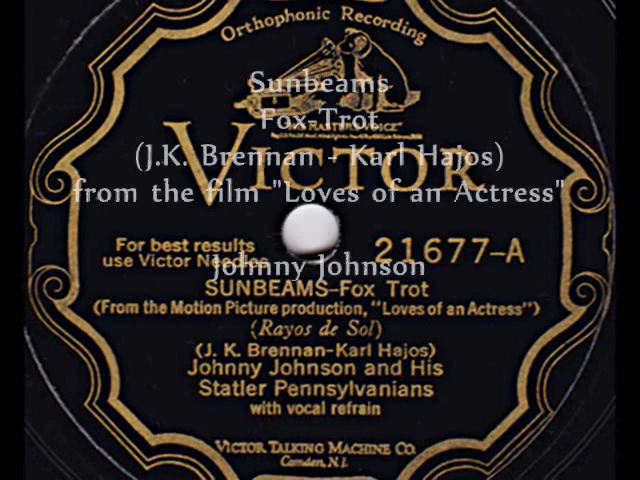 Orthophonic Recording
Sunbeams
Fox-Trot
"HIS MASTER'S VOICE"
(J.K. Brennan - Karl Hajos)
VICTOR
from the film "Loves of an Actress"
For best results
use Victor Needles
21677-A
Johnny Johnson
SUNBEAMS-Fox Trot
(From the Motion Picture production, "Loves of an Actress")
(Rayos de Sol)
(J. K. Brennan-Karl Hajos)
Johnny Johnson and His
Statler Pennsylvanians
with vocal refrain
VICTOR TALKING MACHINE CO.
Camden, N.J.